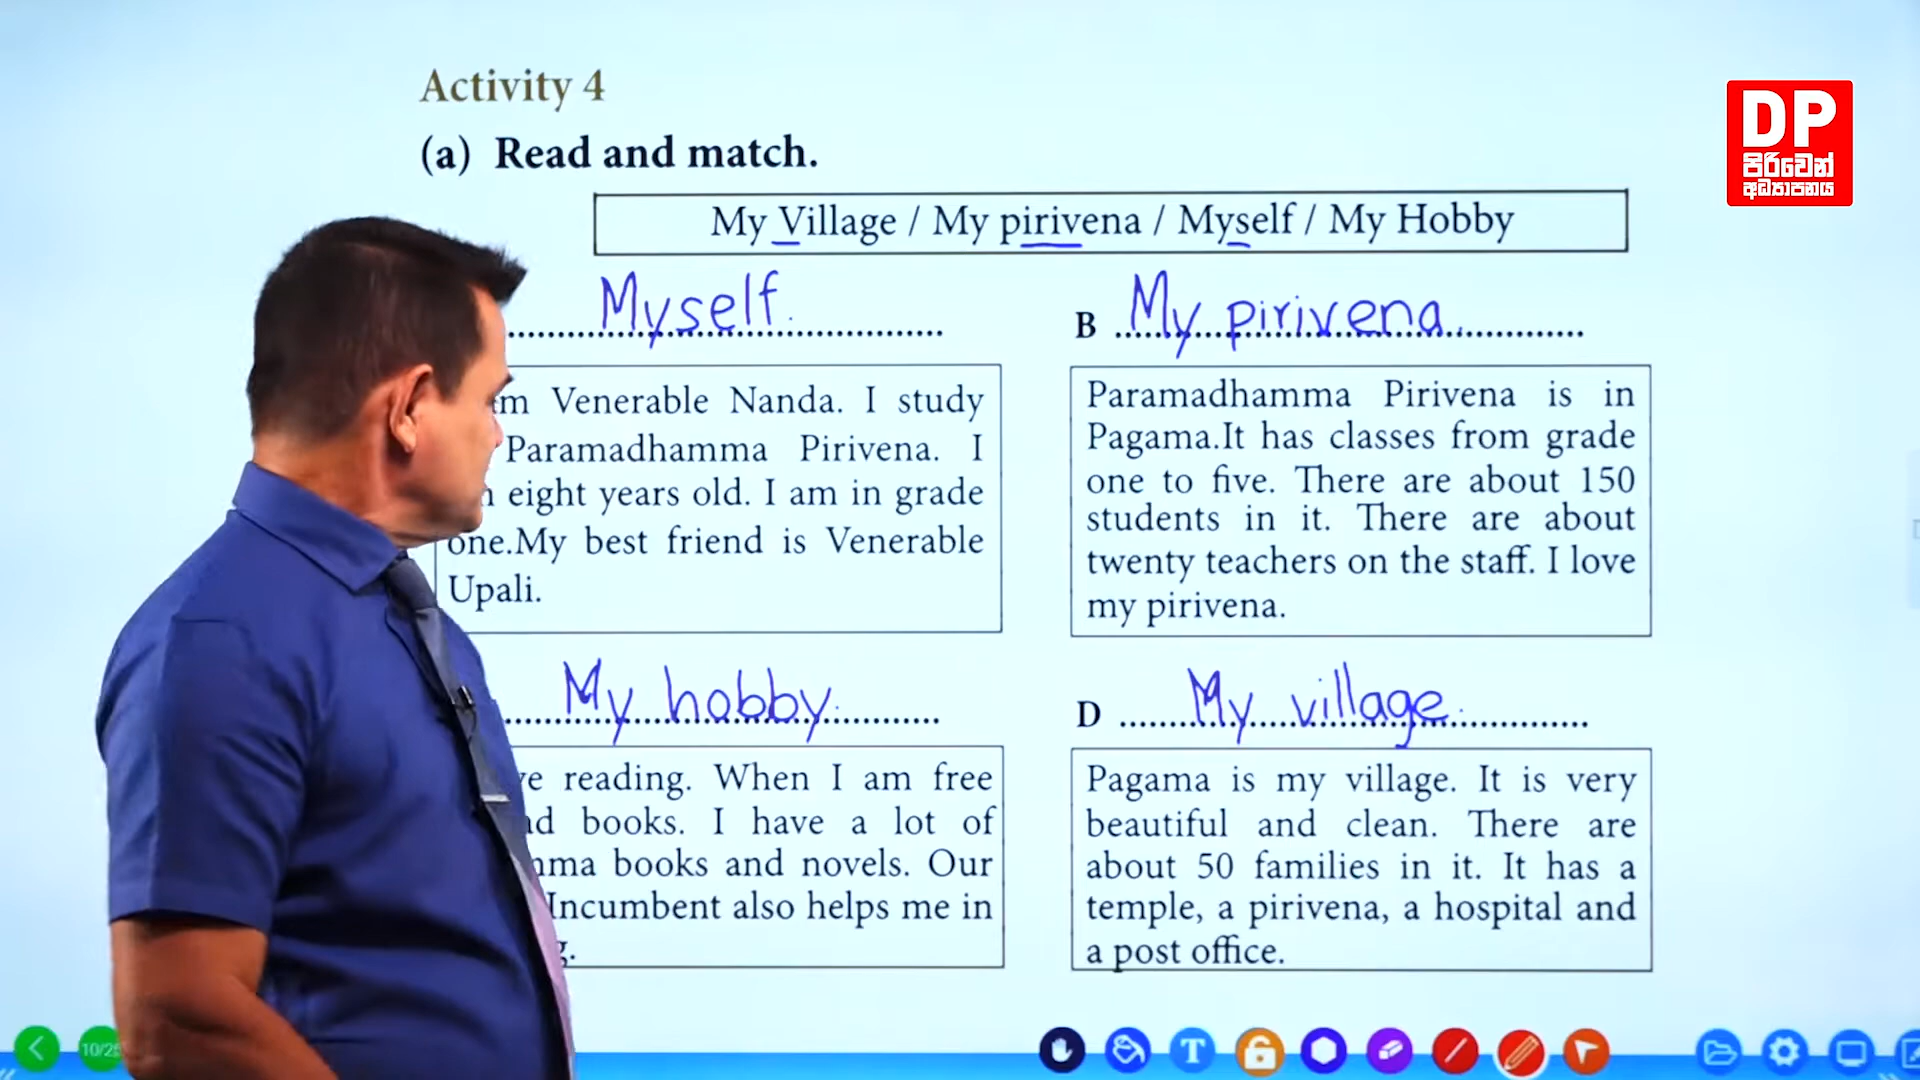 Activity 4
DP
පිරිවෙන්
අධ්‍යාපනය
(a) Read and match.
My Village / My pirivena / Myself / My Hobby
Myself.
B My pirivena.
Venerable Nanda. I study
Paramadhamma Pirivena. I
eight years old. I am in grade
one.My best friend is Venerable
Upali.
Paramadhamma Pirivena is in
Pagama.It has classes from grade
one to five. There are about 150
students in it. There are about
twenty teachers on the staff. I love
my pirivena.
My hobby.
D My village.
reading. When I am free
books. I have a lot of
books and novels. Our
Incumbent also helps me in
Pagama is my village. It is very
beautiful and clean. There are
about 50 families in it. It has a
temple, a pirivena, a hospital and
a post office.
T